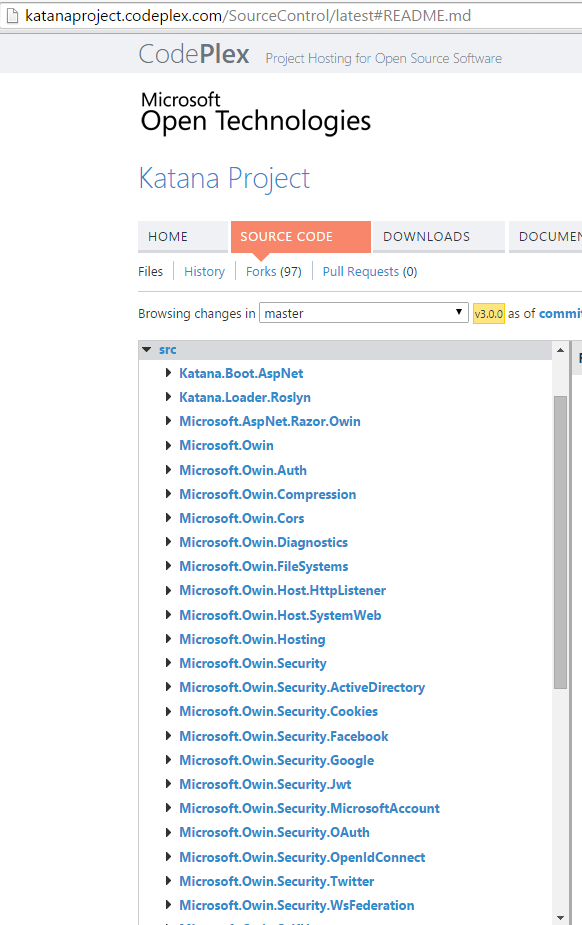 katanaproject.codeplex.com/SourceControl/latest#README.md
CodePlex Project Hosting for Open Source Software
Microsoft
Open Technologies
Katana Project
HOME SOURCE CODE DOWNLOADS DOCUMEN
Files History Forks (97) Pull Requests (0)
Browsing changes in master v3.0.0 as of commi
src
Katana.Boot.AspNet
Katana.Loader.Roslyn
Microsoft.AspNet.Razor.Owin
Microsoft.Owin
Microsoft.Owin.Auth
Microsoft.Owin.Compression
Microsoft.Owin.Cors
Microsoft.Owin.Diagnostics
Microsoft.Owin.FileSystems
Microsoft.Owin.Host.HttpListener
Microsoft.Owin.Host.SystemWeb
Microsoft.Owin.Hosting
Microsoft.Owin.Security
Microsoft.Owin.Security.ActiveDirectory
Microsoft.Owin.Security.Cookies
Microsoft.Owin.Security.Facebook
Microsoft.Owin.Security.Google
Microsoft.Owin.Security.Jwt
Microsoft.Owin.Security.MicrosoftAccount
Microsoft.Owin.Security.OAuth
Microsoft.Owin.Security.OpenIdConnect
Microsoft.Owin.Security.Twitter
Microsoft.Owin.Security.WsFederation